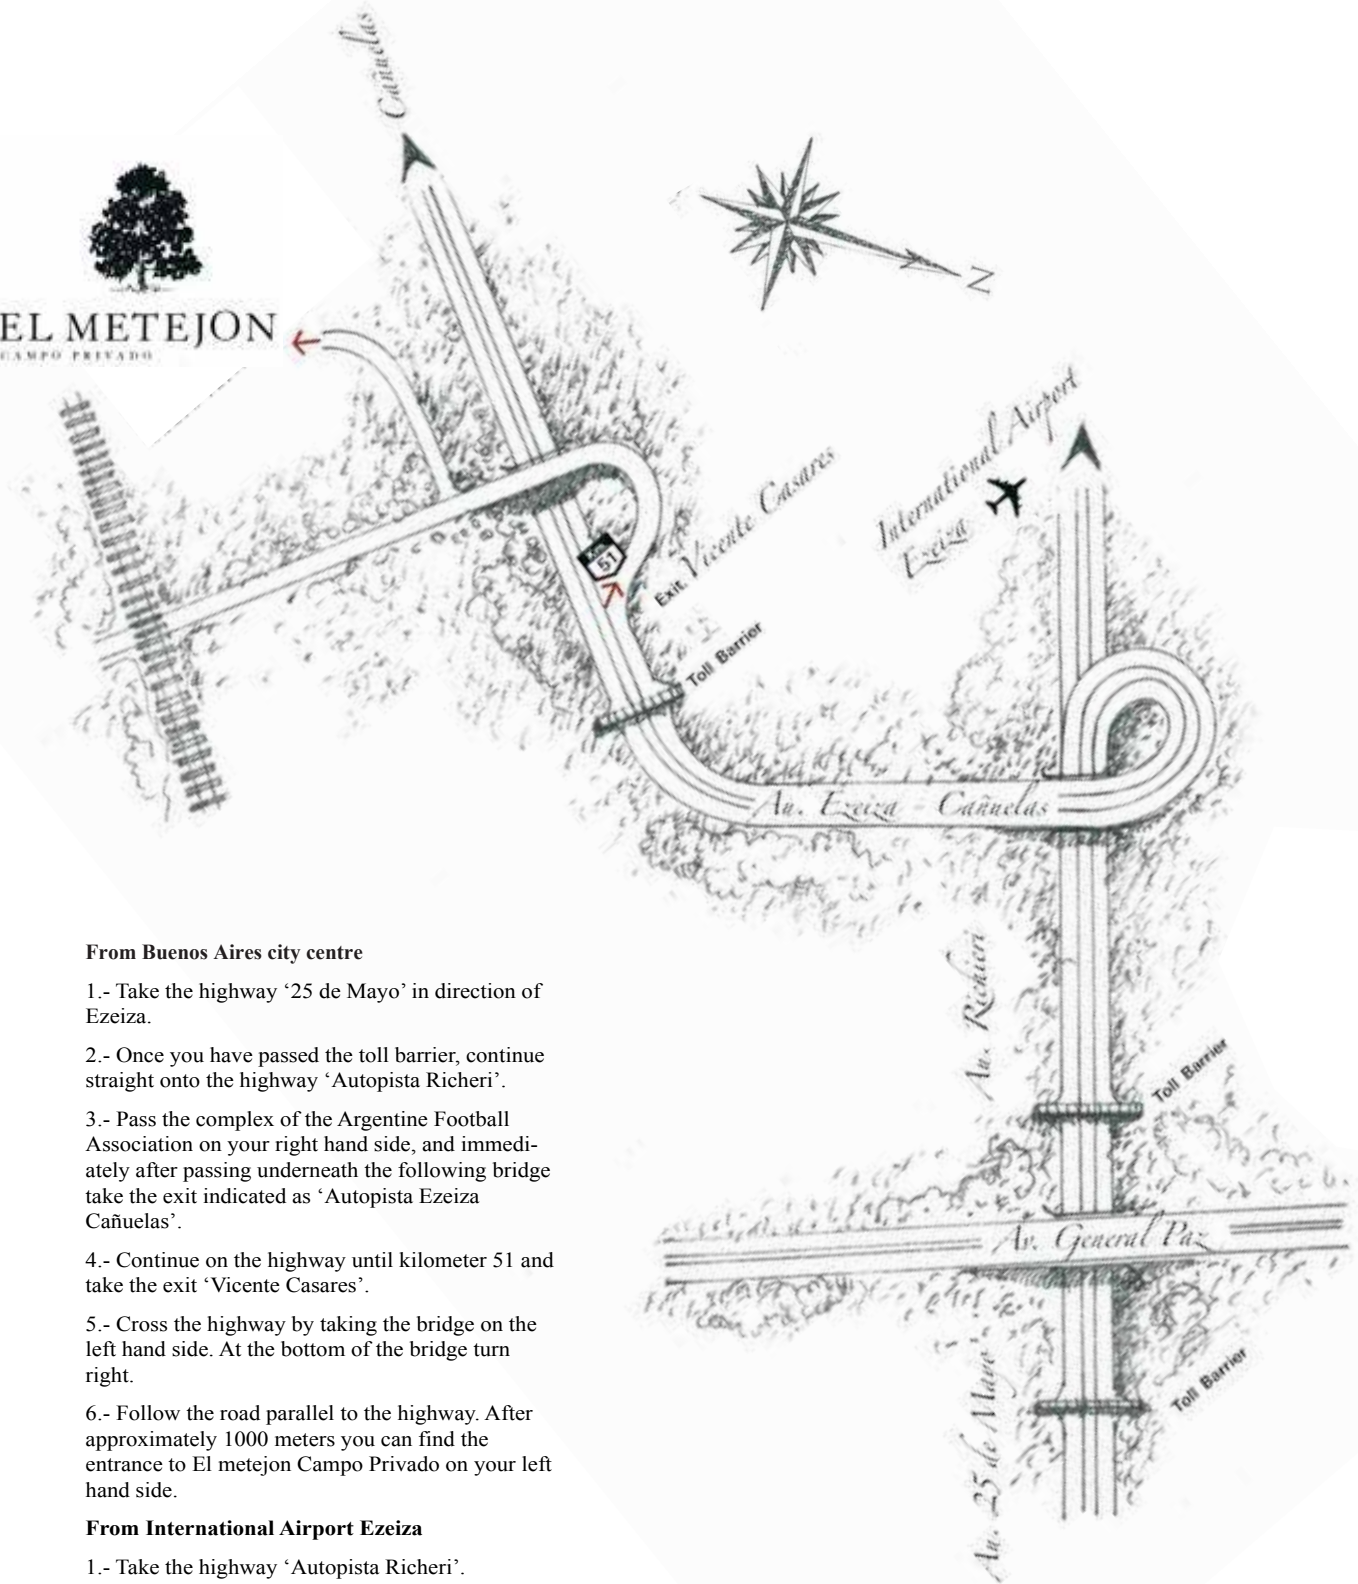 Cañuelas
N
EL METEJON
CAMPO PRIVADO
International Airport
Ezeiza
Exit. Vicente Casares
Km
51
Toll Barrier
Au. Ezeiza - Cañuelas
Au. Richieri
Toll Barrier
Av. General Paz
Toll Barrier
Au. 25 de Mayo
From Buenos Aires city centre
1.- Take the highway ‘25 de Mayo’ in direction of
Ezeiza.
2.- Once you have passed the toll barrier, continue
straight onto the highway ‘Autopista Richeri’.
3.- Pass the complex of the Argentine Football
Association on your right hand side, and immedi-
ately after passing underneath the following bridge
take the exit indicated as ‘Autopista Ezeiza
Cañuelas’.
4.- Continue on the highway until kilometer 51 and
take the exit ‘Vicente Casares’.
5.- Cross the highway by taking the bridge on the
left hand side. At the bottom of the bridge turn
right.
6.- Follow the road parallel to the highway. After
approximately 1000 meters you can find the
entrance to El metejon Campo Privado on your left
hand side.
From International Airport Ezeiza
1.- Take the highway ‘Autopista Richeri’.